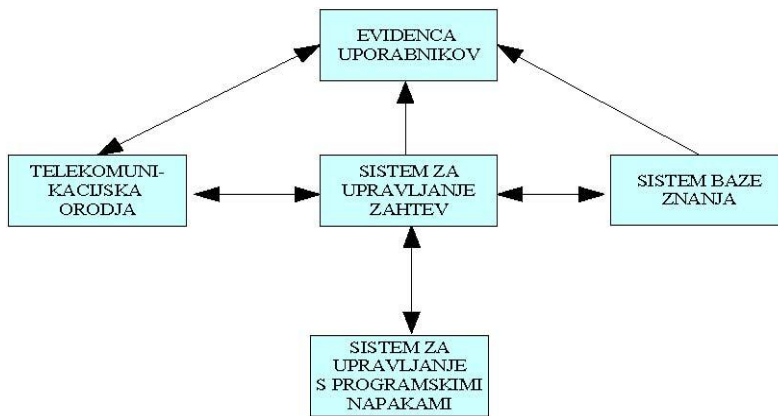 EVIDENCA
UPORABNIKOV
TELEKOMUNI-
KACIJSKA
ORODJA
SISTEM ZA
UPRAVLJANJE
ZAHTEV
SISTEM BAZE
ZNANJA
SISTEM ZA
UPRAVLJANJE
S PROGRAMSKIMI
NAPAKAMI